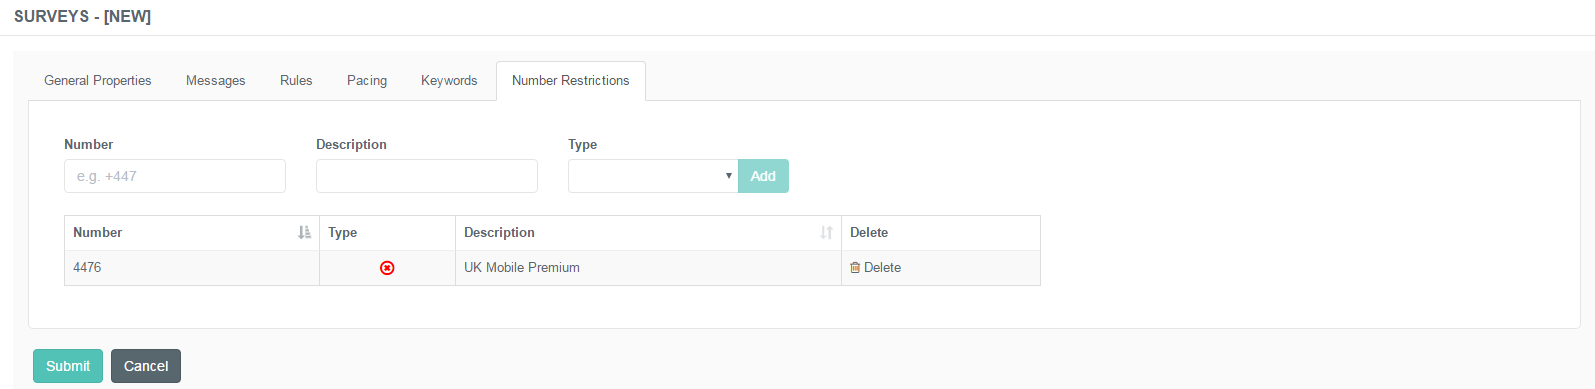 SURVEYS - [NEW]
General Properties Messages Rules Pacing Keywords Number Restrictions
Number Description Type
e.g. +447 Add
Number Type Description Delete
4476 UK Mobile Premium Delete
Submit Cancel